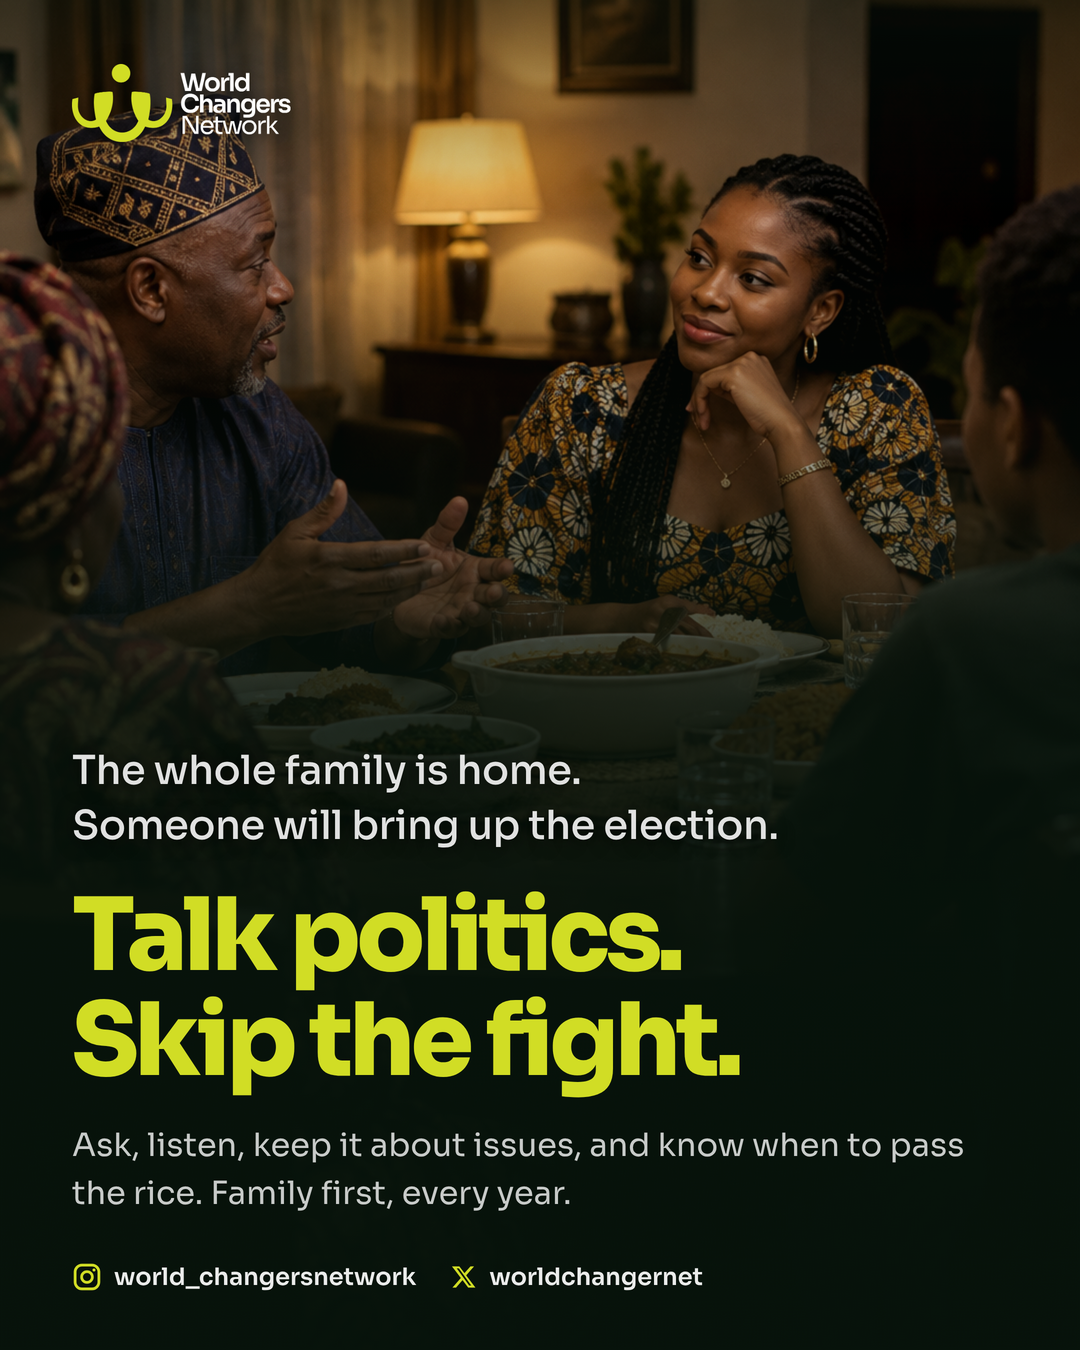 World
Changers
Network
The whole family is home.
Someone will bring up the election.
Talk politics.
Skip the fight.
Ask, listen, keep it about issues, and know when to pass
the rice. Family first, every year.
world_changersnetwork
worldchangernet